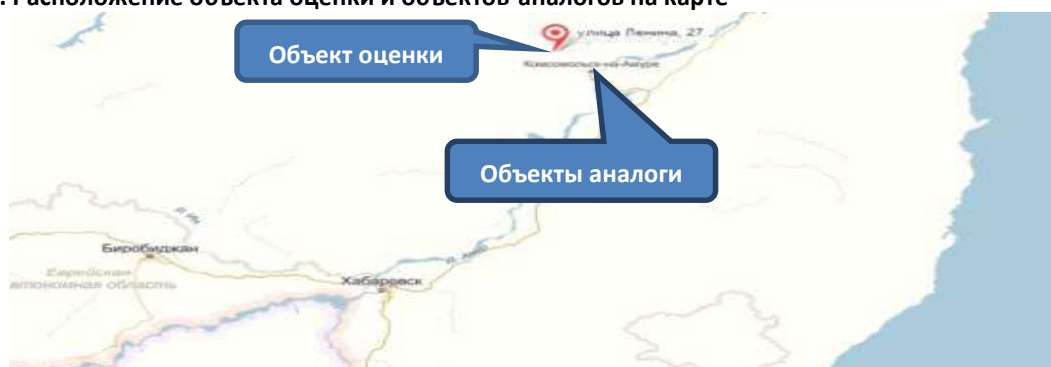 . Расположение объекта оценки и объектов-аналогов на карте
улица Ленина, 27
Объект оценки
Комсомольск-на-Амуре
Объекты аналоги
Биробиджан
Еврейская
автономная область
Хабаровск
р. Амур